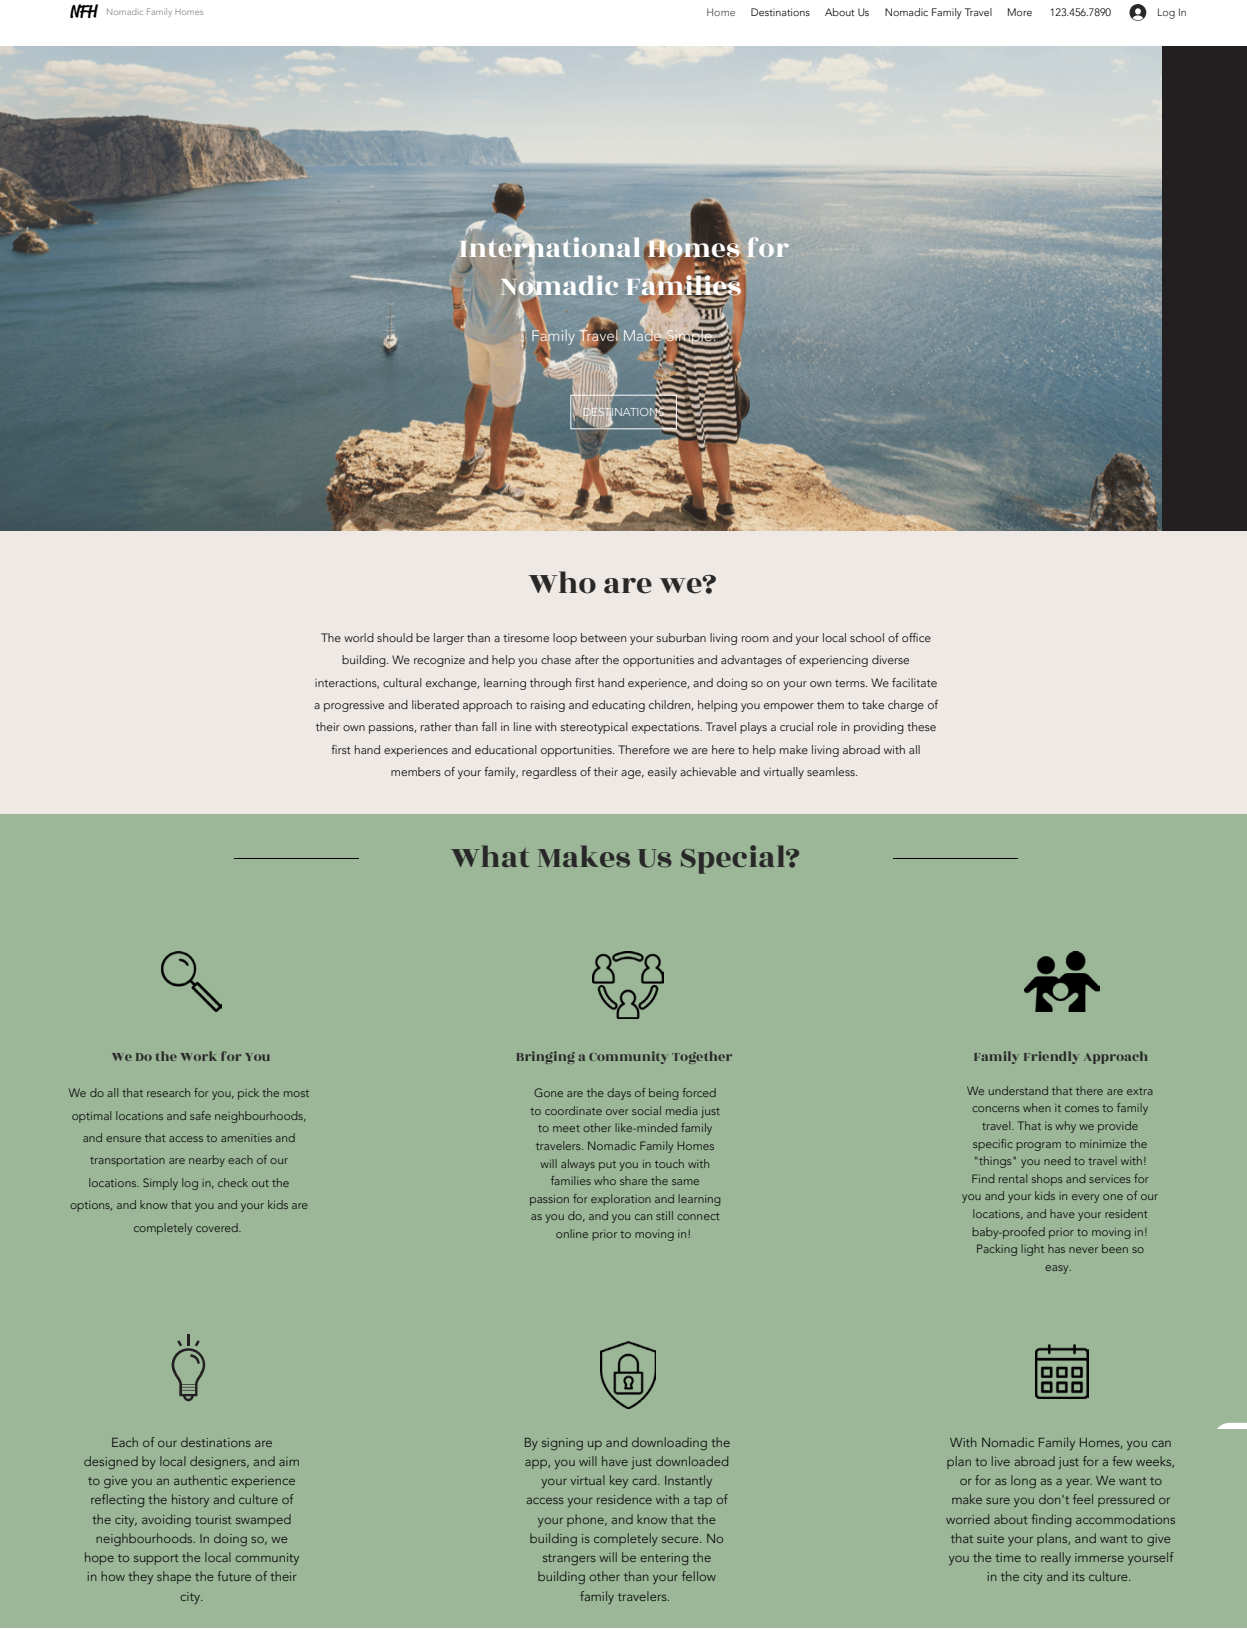 NFH Nomadic Family Homes Home Destinations About Us Nomadic Family Travel More 123.456.7890 Log In
International Homes for
Nomadic Families
Family Travel Made Simple.
DESTINATIONS
Who are we?
The world should be larger than a tiresome loop between your suburban living room and your local school of office
building. We recognize and help you chase after the opportunities and advantages of experiencing diverse
interactions, cultural exchange, learning through first hand experience, and doing so on your own terms. We facilitate
a progressive and liberated approach to raising and educating children, helping you empower them to take charge of
their own passions, rather than fall in line with stereotypical expectations. Travel plays a crucial role in providing these
first hand experiences and educational opportunities. Therefore we are here to help make living abroad with all
members of your family, regardless of their age, easily achievable and virtually seamless.
What Makes Us Special?
We Do the Work for You
We do all that research for you, pick the most
optimal locations and safe neighbourhoods,
and ensure that access to amenities and
transportation are nearby each of our
locations. Simply log in, check out the
options, and know that you and your kids are
completely covered.
Bringing a Community Together
Gone are the days of being forced
to coordinate over social media just
to meet other like-minded family
travelers. Nomadic Family Homes
will always put you in touch with
families who share the same
passion for exploration and learning
as you do, and you can still connect
online prior to moving in!
Family Friendly Approach
We understand that there are extra
concerns when it comes to family
travel. That is why we provide
specific program to minimize the
"things" you need to travel with!
Find rental shops and services for
you and your kids in every one of our
locations, and have your resident
baby-proofed prior to moving in!
Packing light has never been so
easy.
Each of our destinations are
designed by local designers, and aim
to give you an authentic experience
reflecting the history and culture of
the city, avoiding tourist swamped
neighbourhoods. In doing so, we
hope to support the local community
in how they shape the future of their
city.
By signing up and downloading the
app, you will have just downloaded
your virtual key card. Instantly
access your residence with a tap of
your phone, and know that the
building is completely secure. No
strangers will be entering the
building other than your fellow
family travelers.
With Nomadic Family Homes, you can
plan to live abroad just for a few weeks,
or for as long as a year. We want to
make sure you don't feel pressured or
worried about finding accommodations
that suite your plans, and want to give
you the time to really immerse yourself
in the city and its culture.